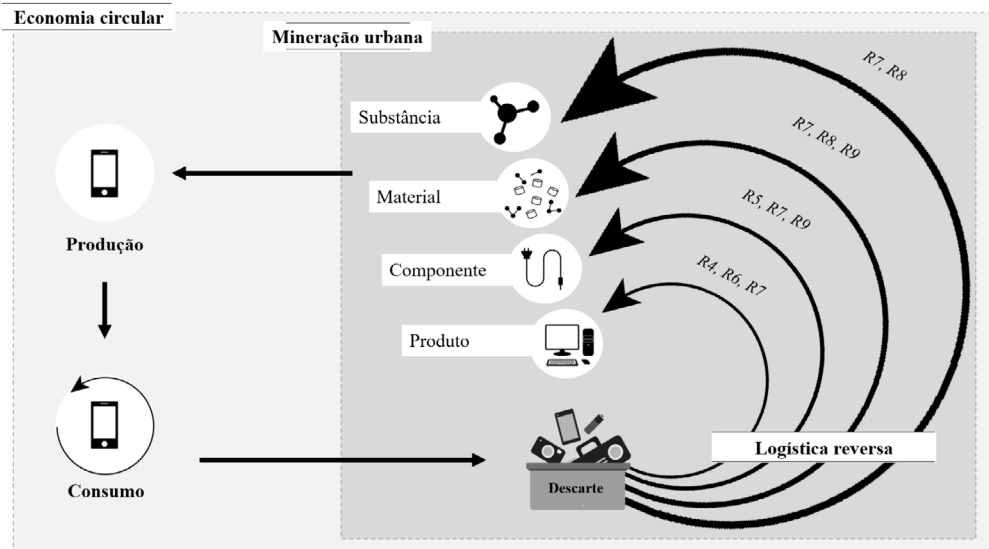 Economia circular
Mineração urbana
R7, R8
Substância
R7, R8, R9
Material
R5, R7, R9
Produção
Componente
R4, R6, R7
Produto
Logística reversa
Descarte
Consumo